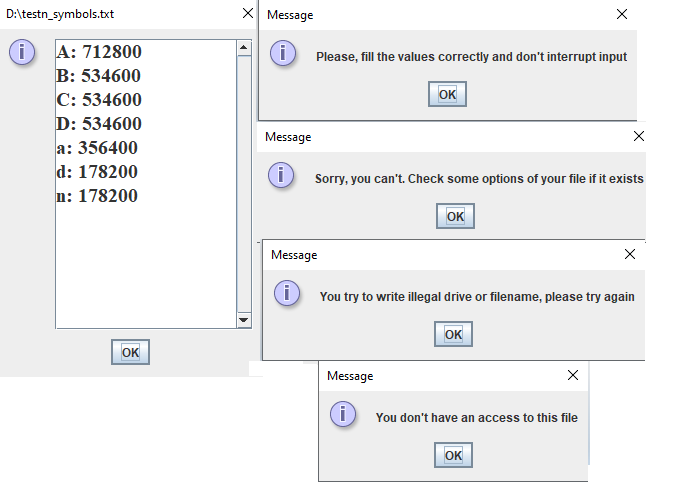 D:\testn_symbols.txt
A: 712800
B: 534600
C: 534600
D: 534600
a: 356400
d: 178200
n: 178200
OK
Message
Please, fill the values correctly and don't interrupt input
OK
Message
Sorry, you can't. Check some options of your file if it exists
OK
Message
You try to write illegal drive or filename, please try again
OK
Message
You don't have an access to this file
OK